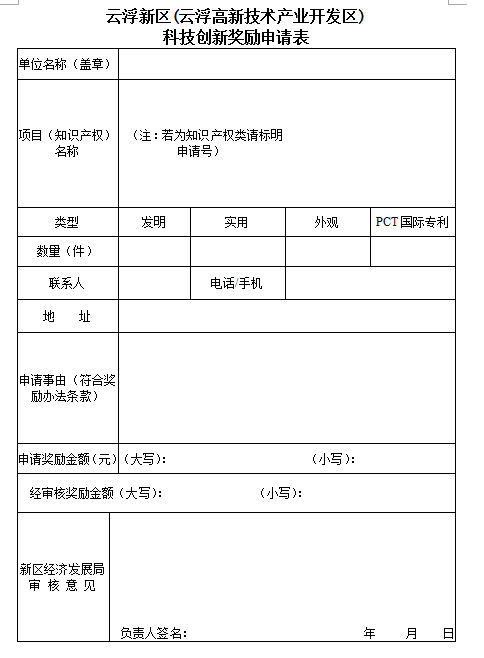 云浮新区(云浮高新技术产业开发区)
科技创新奖励申请表
单位名称（盖章）
项目（知识产权）
名称
（注：若为知识产权类请标明
申请号）
类型 发明 实用 外观 PCT国际专利
数量（件）
联系人 电话/手机
地 址
申请事由（符合奖
励办法条款）
申请奖励金额(元) （大写）： （小写）：
经审核奖励金额（大写）： （小写）：
新区经济发展局
审 核 意 见
负责人签名： 年 月 日